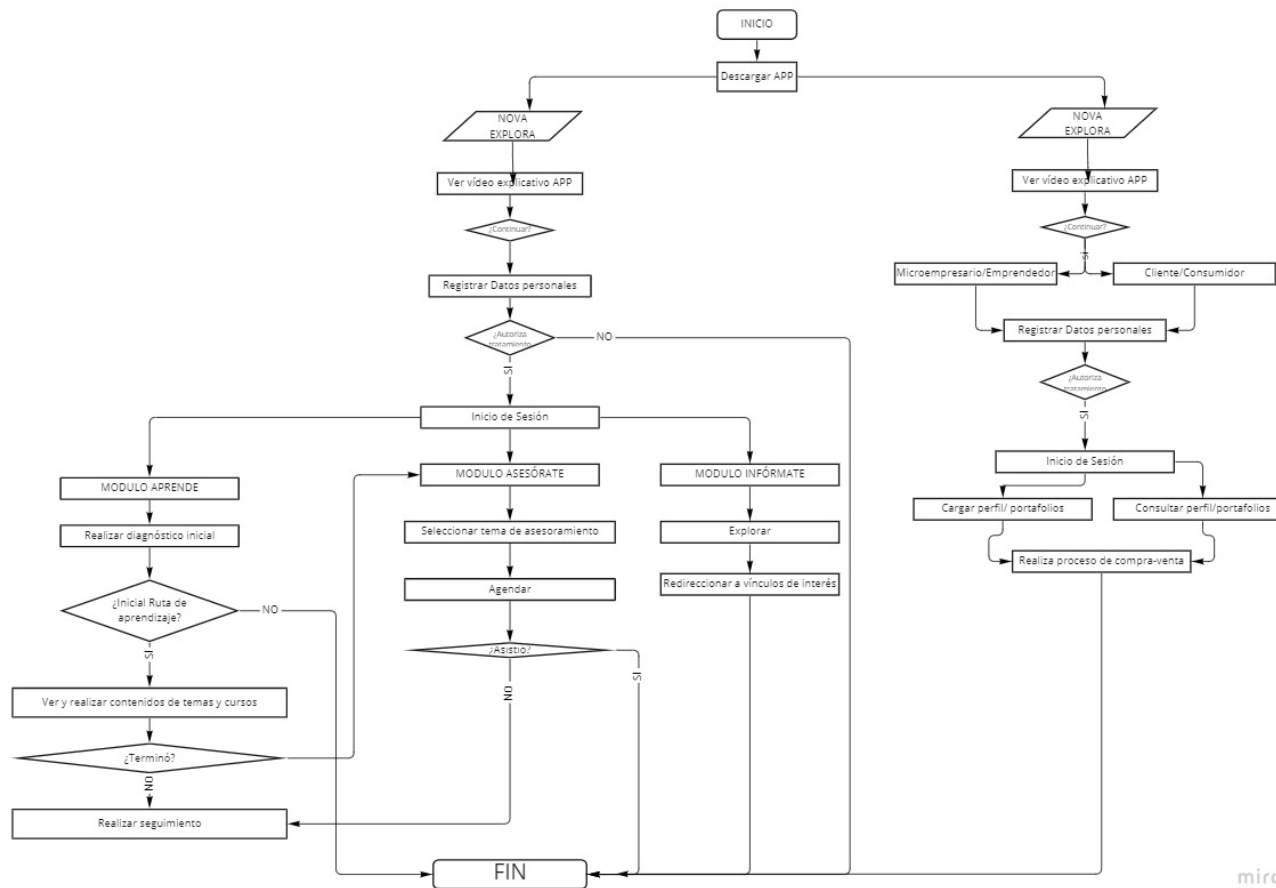 INICIO
Descargar APP
NOVA
EXPLORA
NOVA
EXPLORA
Ver vídeo explicativo APP
Ver vídeo explicativo APP
¿Continuar?
¿Continuar?
SI
Microempresario/Emprendedor
Cliente/Consumidor
Registrar Datos personales
Registrar Datos personales
¿Autoriza
tratamiento
NO
SI
¿Autoriza
tratamiento
SI
Inicio de Sesión
Inicio de Sesión
MODULO APRENDE
MODULO ASESÓRATE
MODULO INFÓRMATE
Cargar perfil/ portafolios
Consultar perfil/portafolios
Realizar diagnóstico inicial
Seleccionar tema de asesoramiento
Explorar
Realiza proceso de compra-venta
Agendar
Redireccionar a vínculos de interés
¿Inicial Ruta de
aprendizaje?
NO
SI
¿Asistio?
SI
NO
Ver y realizar contenidos de temas y cursos
¿Terminó?
NO
Realizar seguimiento
FIN